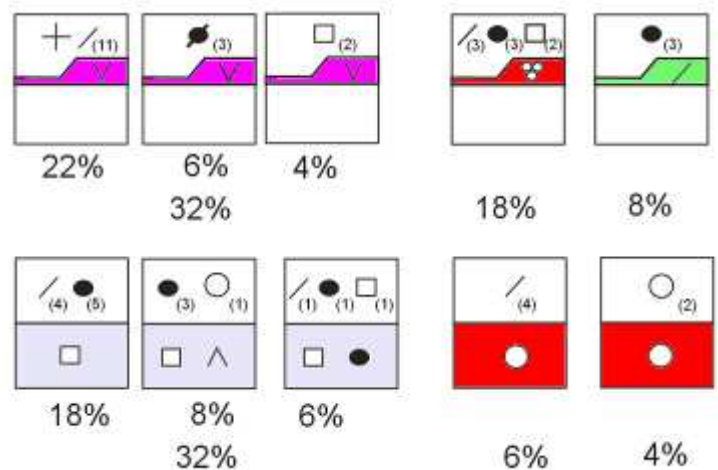 (11) (3) (2) (3) (3) (2) (3)
22% 6% 4%
32% 18% 8%
(4) (5) (3) (1) (1) (1) (1) (4) (2)
18% 8% 6%
32% 6% 4%